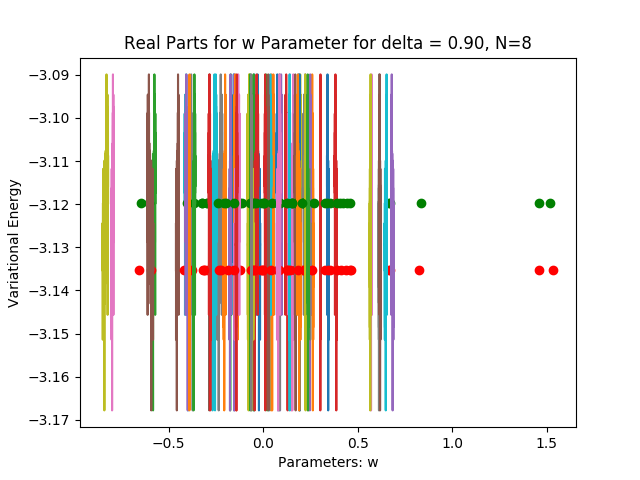 Real Parts for w Parameter for delta = 0.90, N=8
−3.09
−3.10
−3.11
−3.12
−3.13
−3.14
−3.15
−3.16
−3.17
Variational Energy
−0.5 0.0 0.5 1.0 1.5
Parameters: w